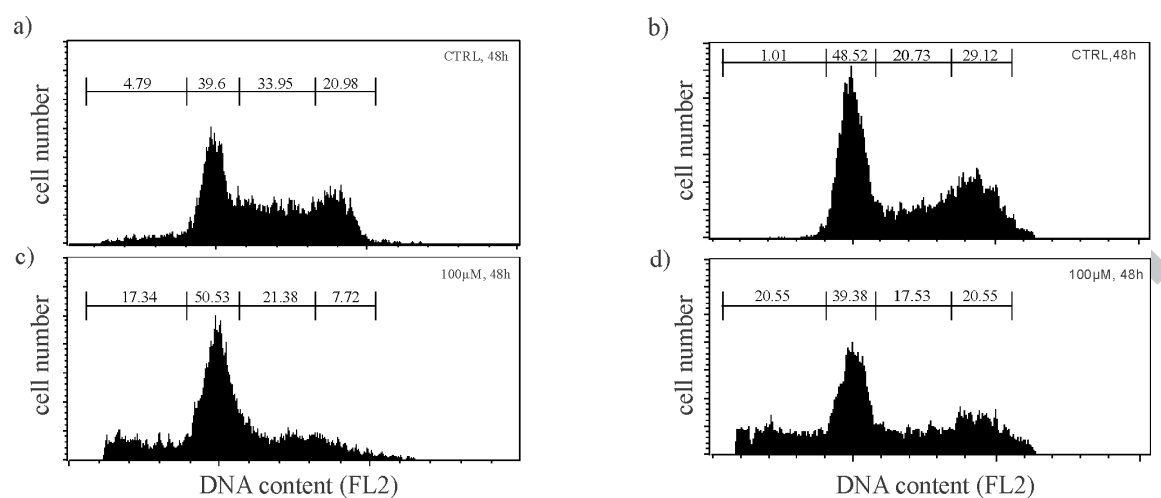 a)
CTRL, 48h
4.79 39.6 33.95 20.98
cell number
b)
CTRL,48h
1.01 48.52 20.73 29.12
cell number
c)
100µM, 48h
17.34 50.53 21.38 7.72
cell number
DNA content (FL2)
d)
100µM, 48h
20.55 39.38 17.53 20.55
cell number
DNA content (FL2)